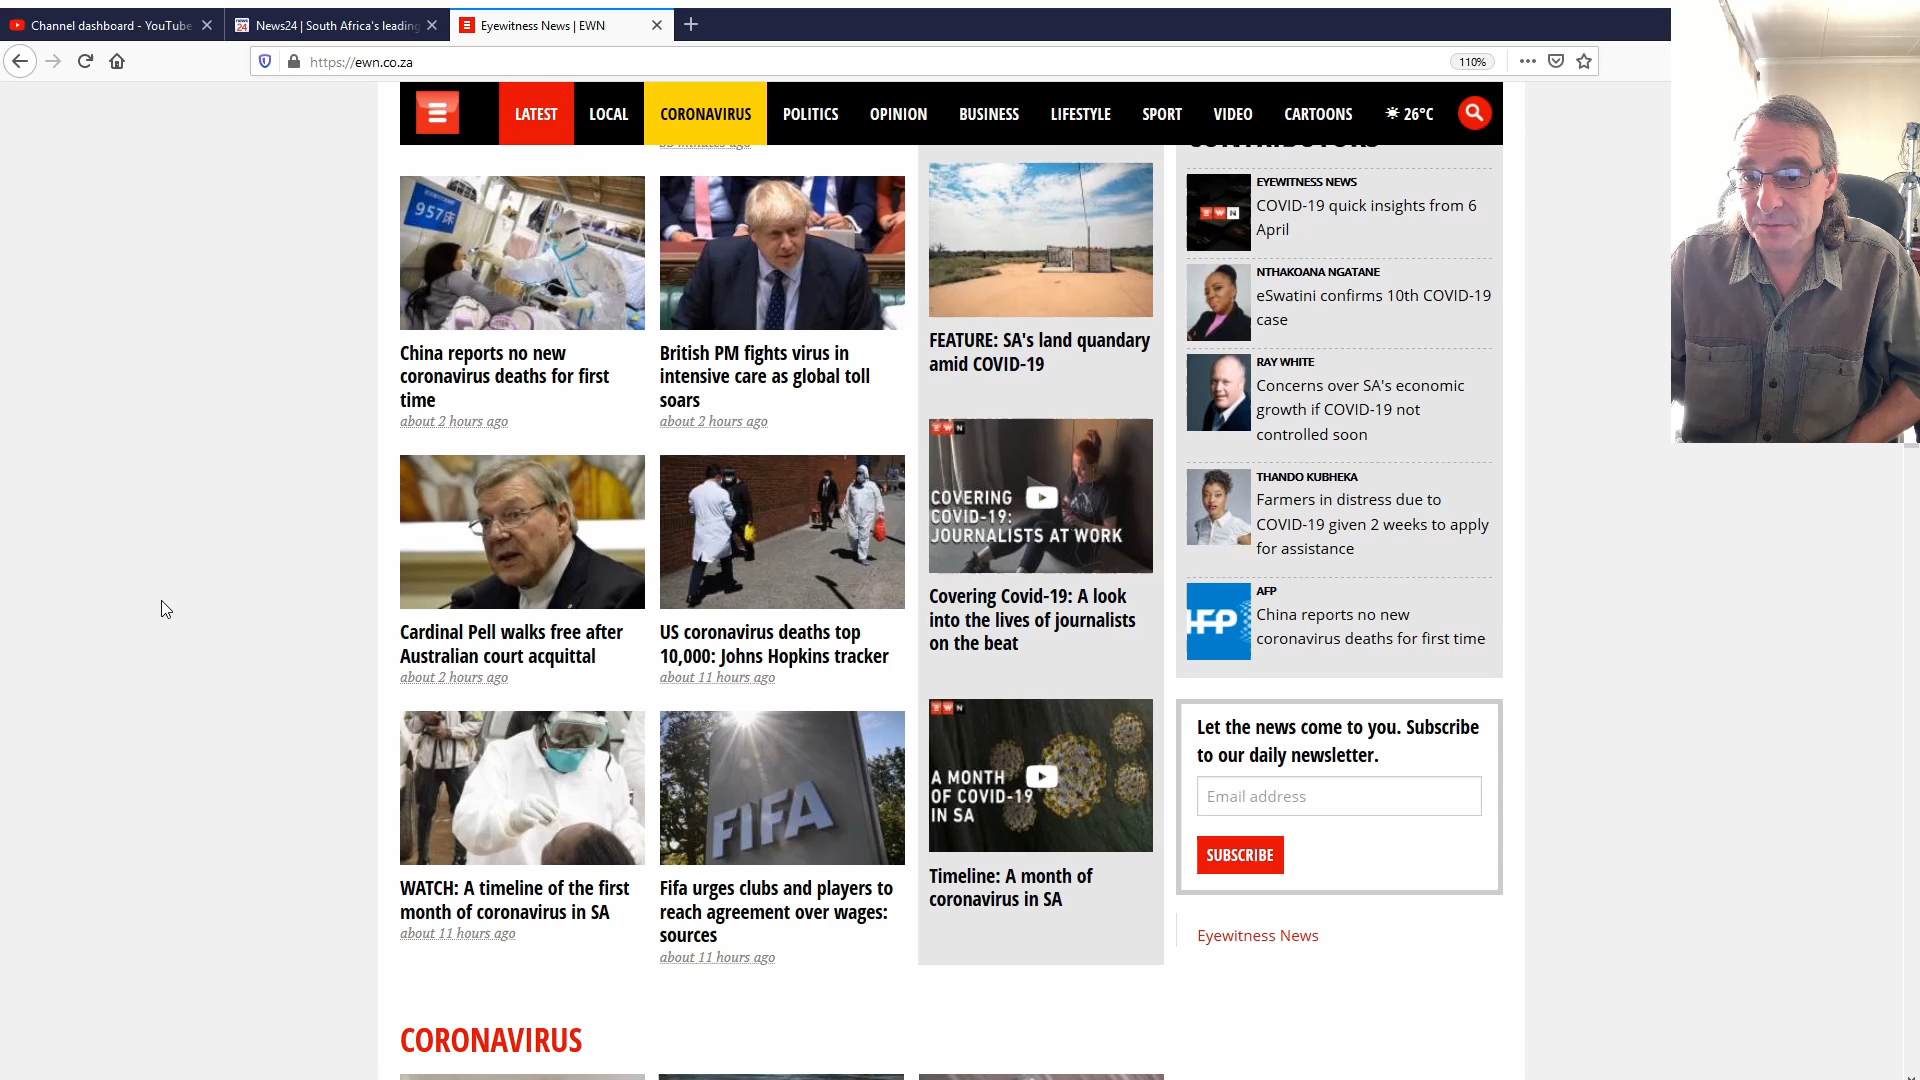 Channel dashboard - YouTube
News24 | South Africa's leading
Eyewitness News | EWN
https://ewn.co.za
110%
LATEST
LOCAL
CORONAVIRUS
POLITICS
OPINION
BUSINESS
LIFESTYLE
SPORT
VIDEO
CARTOONS
26°C
957床
China reports no new
coronavirus deaths for first
time
about 2 hours ago
British PM fights virus in
intensive care as global toll
soars
about 2 hours ago
Cardinal Pell walks free after
Australian court acquittal
about 2 hours ago
US coronavirus deaths top
10,000: Johns Hopkins tracker
about 11 hours ago
WATCH: A timeline of the first
month of coronavirus in SA
about 11 hours ago
FIFA
Fifa urges clubs and players to
reach agreement over wages:
sources
about 11 hours ago
FEATURE: SA's land quandary
amid COVID-19
EWN
COVERING
COVID-19:
JOURNALISTS AT WORK
Covering Covid-19: A look
into the lives of journalists
on the beat
EWN
A MONTH
OF COVID-19
IN SA
Timeline: A month of
coronavirus in SA
CONTRIBUTORS
EWN
EYEWITNESS NEWS
COVID-19 quick insights from 6
April
NTHAKOANA NGATANE
eSwatini confirms 10th COVID-19
case
RAY WHITE
Concerns over SA's economic
growth if COVID-19 not
controlled soon
THANDO KUBHEKA
Farmers in distress due to
COVID-19 given 2 weeks to apply
for assistance
AFP
AFP
China reports no new
coronavirus deaths for first time
Let the news come to you. Subscribe
to our daily newsletter.
Email address
SUBSCRIBE
Eyewitness News
CORONAVIRUS